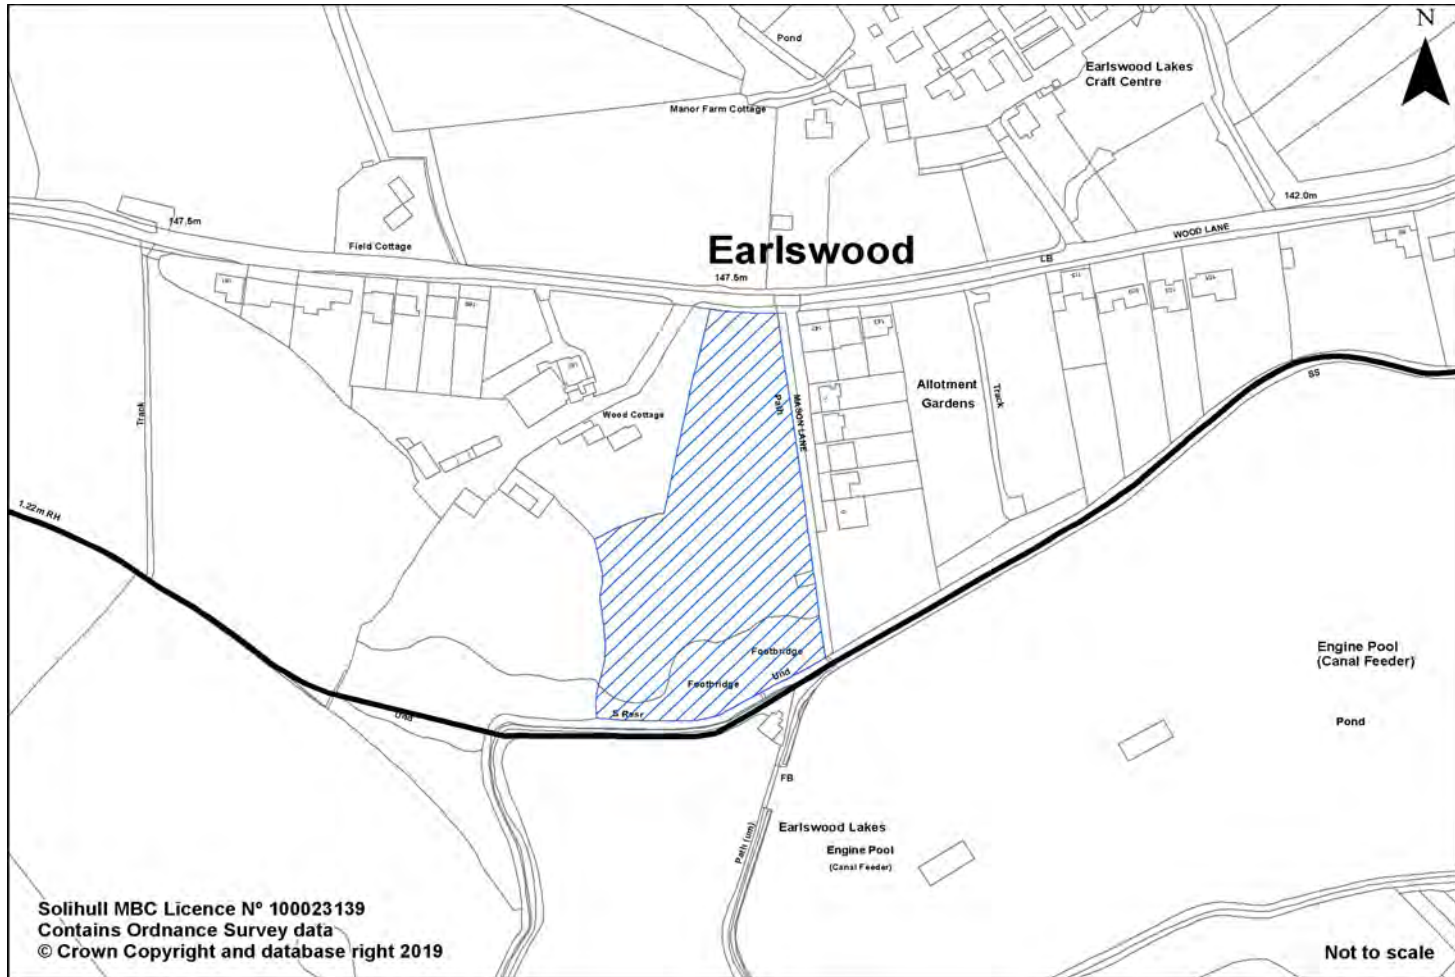 N
Pond
Earlswood Lakes
Craft Centre
Manor Farm Cottage
142.0m
147.5m
WOOD LANE
Field Cottage
Earlswood
LB
147.5m
Allotment
Gardens
Track
MASON LANE
Path
Wood Cottage
Track
SS
1.22m RH
Engine Pool
(Canal Feeder)
Footbridge
Und
Footbridge
S Resr
Und
Pond
FB
Earlswood Lakes
Path (um)
Engine Pool
(Canal Feeder)
Solihull MBC Licence Nº 100023139
Contains Ordnance Survey data
© Crown Copyright and database right 2019
Not to scale